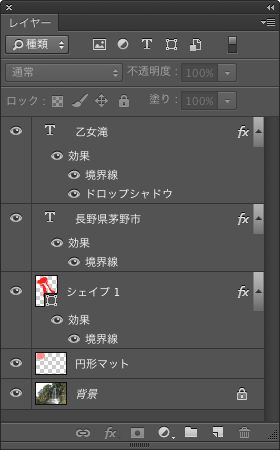 レイヤー
種類
T
通常
不透明度：
100%
ロック：
塗り：
100%
T
乙女滝
fx
効果
境界線
ドロップシャドウ
T
長野県茅野市
fx
効果
境界線
シェイプ 1
fx
効果
境界線
円形マット
背景
fx